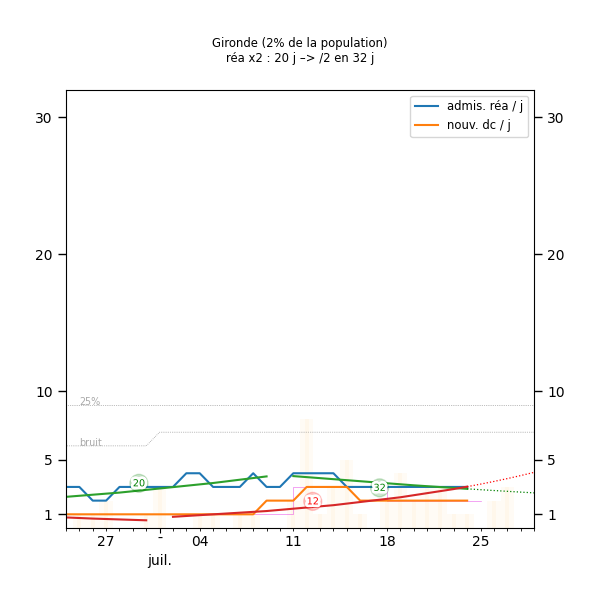 Gironde (2% de la population)
réa x2 : 20 j –> /2 en 32 j
admis. réa / j
nouv. dc / j
30 30
20 20
10 10
25%
bruit
5 5
20 32
12
1 1
27 - 04 11 18 25
juil.